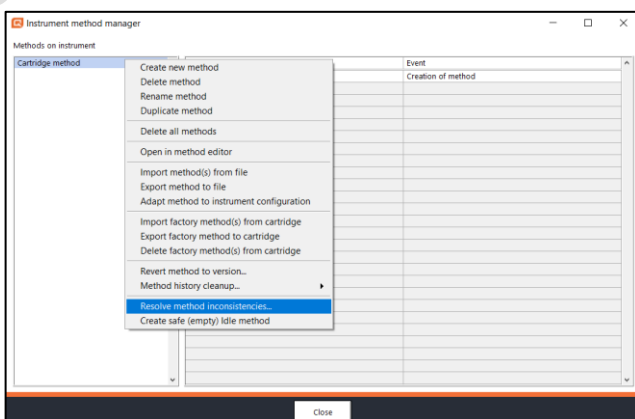 Instrument method manager
Methods on instrument
Cartridge method
Event
Creation of method
Create new method
Delete method
Rename method
Duplicate method
Delete all methods
Open in method editor
Import method(s) from file
Export method to file
Adapt method to instrument configuration
Import factory method(s) from cartridge
Export factory method to cartridge
Delete factory method(s) from cartridge
Revert method to version...
Method history cleanup...
Resolve method inconsistencies...
Create safe (empty) Idle method
Close